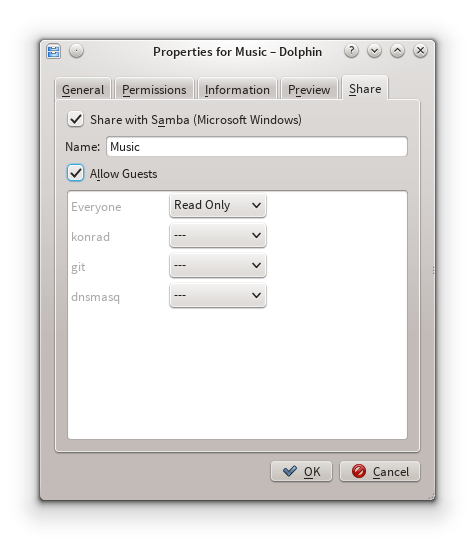 Properties for Music – Dolphin
General Permissions Information Preview Share
Share with Samba (Microsoft Windows)
Name: Music
Allow Guests
Everyone Read Only
konrad ---
git ---
dnsmasq ---
OK Cancel